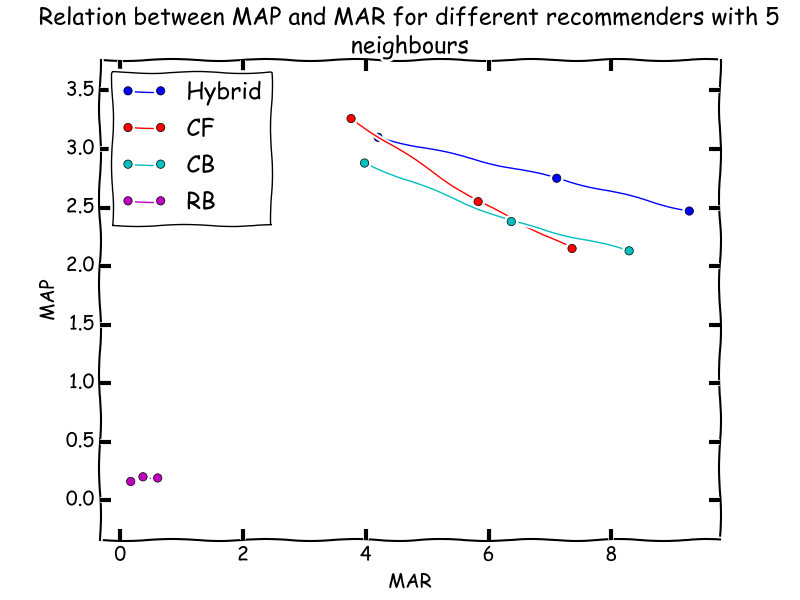 Relation between MAP and MAR for different recommenders with 5
neighbours
3.5
3.0
2.5
2.0
1.5
1.0
0.5
0.0
MAP
Hybrid
CF
CB
RB
0 2 4 6 8
MAR